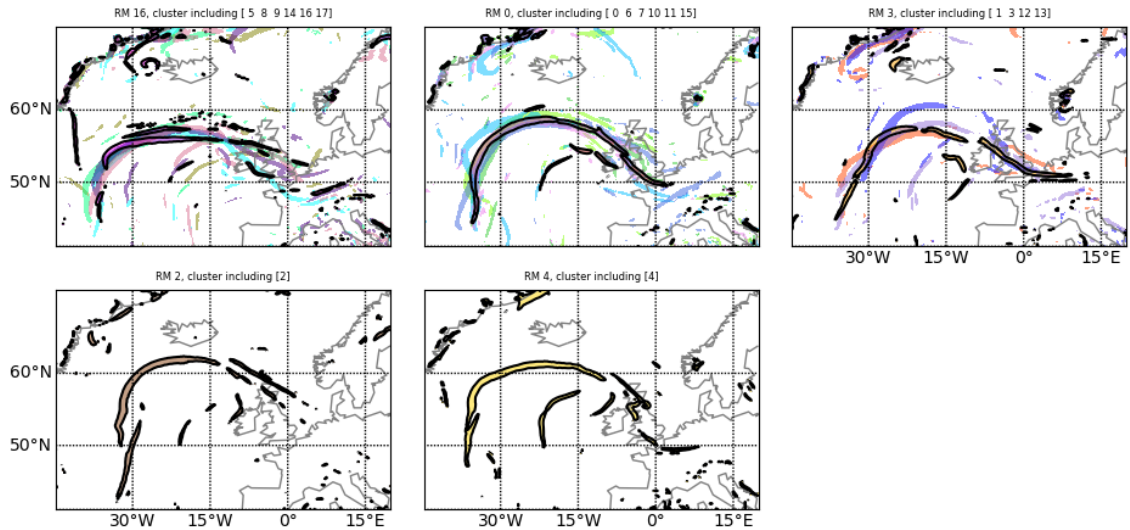 RM 16, cluster including [ 5 8 9 14 16 17]
RM 0, cluster including [ 0 6 7 10 11 15]
RM 3, cluster including [ 1 3 12 13]
60°N
50°N
30°W 15°W 0° 15°E
RM 2, cluster including [2]
RM 4, cluster including [4]
60°N
50°N
30°W 15°W 0° 15°E
30°W 15°W 0° 15°E